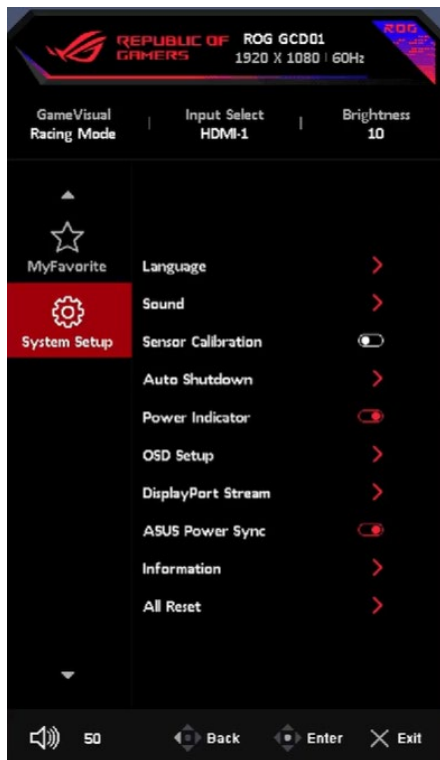 REPUBLIC OF GAMERS
ROG GCD01
1920 X 1080 | 60Hz
ROG
GameVisual
Racing Mode
Input Select
HDMI-1
Brightness
10
MyFavorite
System Setup
Language
Sound
Sensor Calibration
Auto Shutdown
Power Indicator
OSD Setup
DisplayPort Stream
ASUS Power Sync
Information
All Reset
50
Back
Enter
Exit